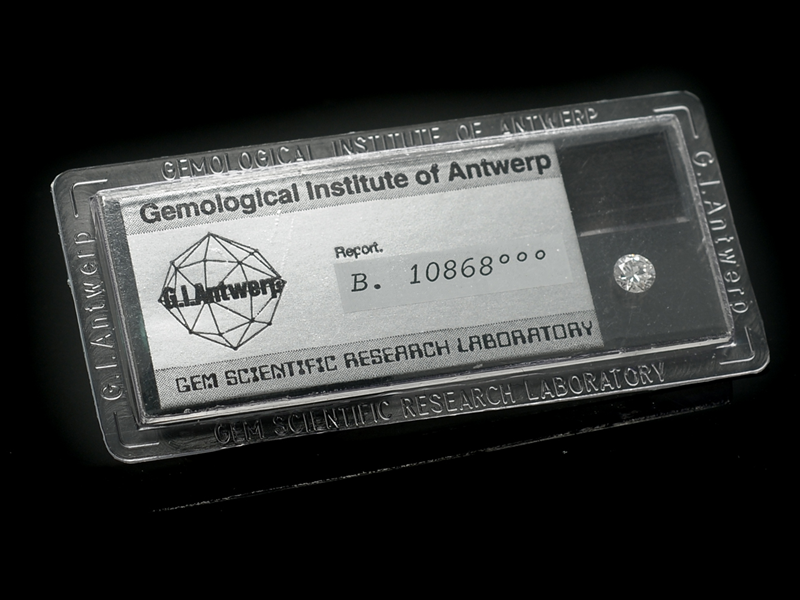 GEMOLOGICAL INSTITUTE OF ANTWERP
Gemological Institute of Antwerp
G.I.Antwerp
Report.
B. 10868°°°
GEM SCIENTIFIC RESEARCH LABORATORY
GEM SCIENTIFIC RESEARCH LABORATORY
G.I.Antwerp
G.I.Antwerp